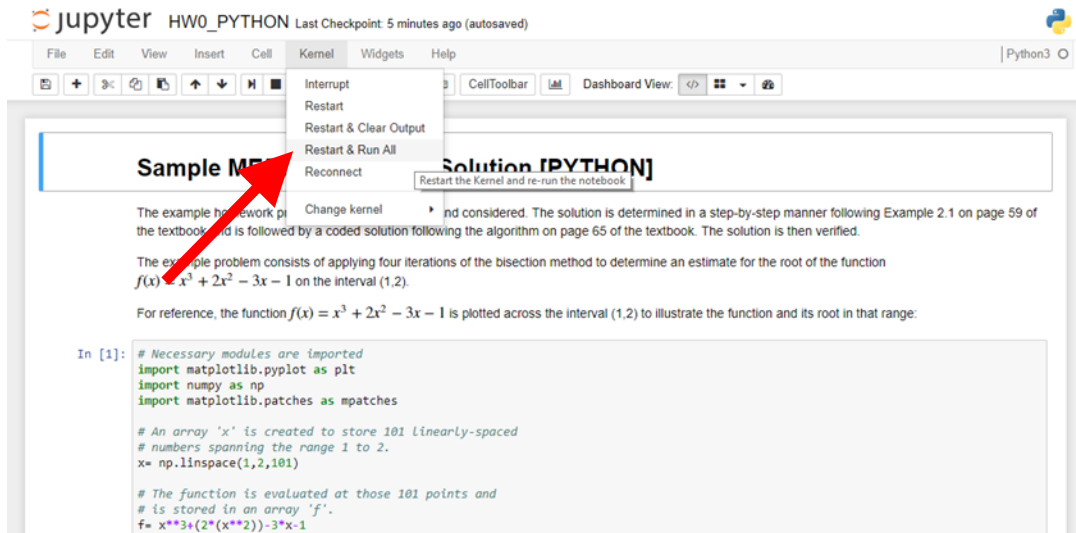 jupyter HW0_PYTHON Last Checkpoint: 5 minutes ago (autosaved)
File Edit View Insert Cell Kernel Widgets Help Python3
CellToolbar Dashboard View:
Interrupt
Restart
Restart & Clear Output
Restart & Run All
Reconnect
Change kernel
Restart the Kernel and re-run the notebook
Sample Solution [PYTHON]
The example nd considered. The solution is determined in a step-by-step manner following Example 2.1 on page 59 of
the textbook is followed by a coded solution following the algorithm on page 65 of the textbook. The solution is then verified.
The problem consists of applying four iterations of the bisection method to determine an estimate for the root of the function
f(x) = x³ + 2x² − 3x − 1 on the interval (1,2).
For reference, the function f(x) = x³ + 2x² − 3x − 1 is plotted across the interval (1,2) to illustrate the function and its root in that range:
In [1]: # Necessary modules are imported
import matplotlib.pyplot as plt
import numpy as np
import matplotlib.patches as mpatches
# An array 'x' is created to store 101 linearly-spaced
# numbers spanning the range 1 to 2.
x= np.linspace(1,2,101)
# The function is evaluated at those 101 points and
# is stored in an array 'f'.
f= x**3+(2*(x**2))-3*x-1